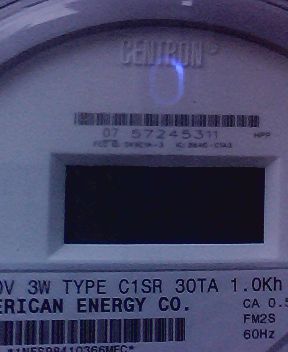 CENTRON®
07 57245311
0V 3W TYPE C1SR 30TA 1.0Kh
ERICAN ENERGY CO.
CA 0.5
FM2S
60Hz